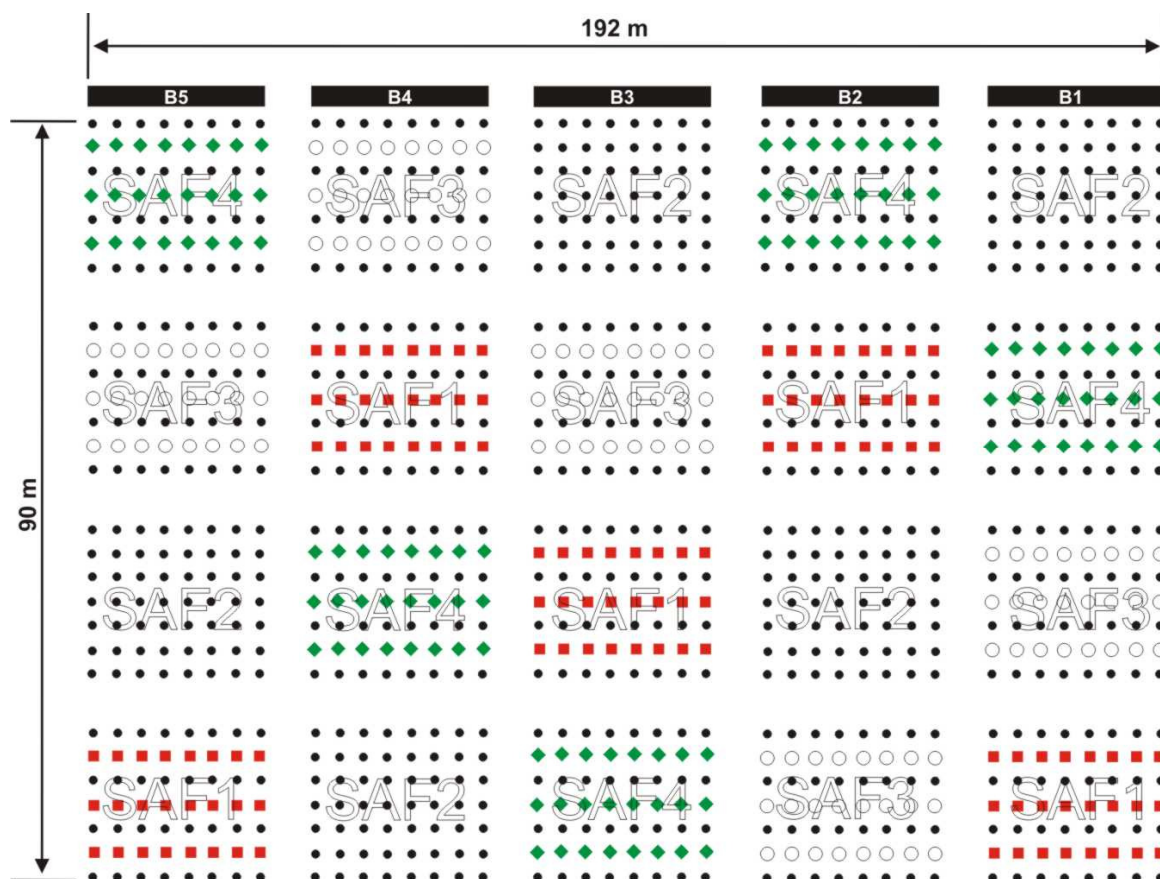 192 m
B5 B4 B3 B2 B1
SAF4 SAF3 SAF2 SAF4 SAF2
SAF3 SAF1 SAF3 SAF1 SAF4
90 m
SAF2 SAF4 SAF1 SAF2 SAF3
SAF1 SAF2 SAF4 SAF3 SAF1